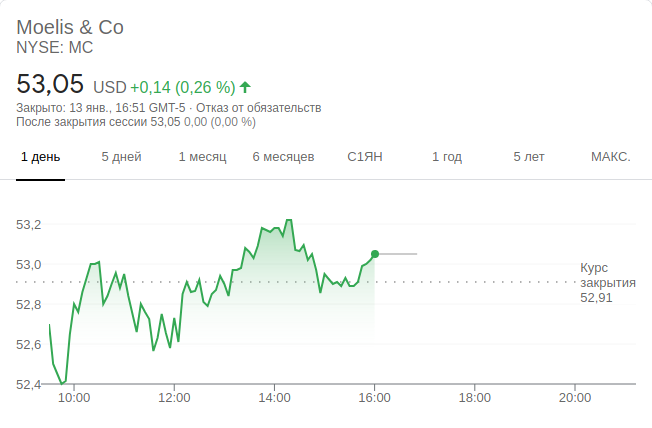 Moelis & Co
NYSE: MC
53,05 USD +0,14 (0,26 %)
Закрыто: 13 янв., 16:51 GMT-5 · Отказ от обязательств
После закрытия сессии 53,05 0,00 (0,00 %)
1 день 5 дней 1 месяц 6 месяцев С1ЯН 1 год 5 лет МАКС.
53,2
53,0
52,8
52,6
52,4
Курс
закрытия
52,91
10:00 12:00 14:00 16:00 18:00 20:00